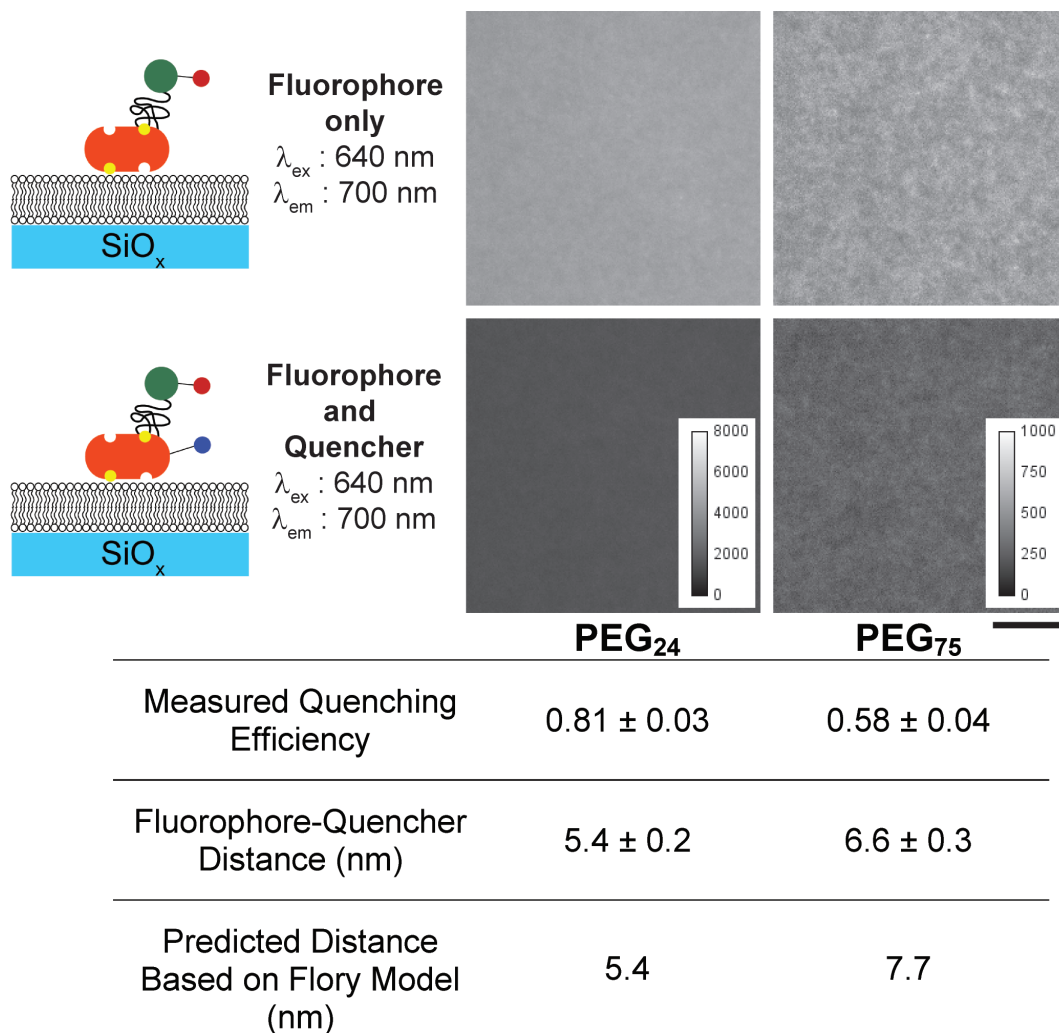 Fluorophore
only
λex : 640 nm
λem : 700 nm
SiOx
Fluorophore
and
Quencher
λex : 640 nm
λem : 700 nm
SiOx
8000
6000
4000
2000
0
1000
750
500
250
0
PEG24 PEG75
Measured Quenching
Efficiency
0.81 ± 0.03 0.58 ± 0.04
Fluorophore-Quencher
Distance (nm)
5.4 ± 0.2 6.6 ± 0.3
Predicted Distance
Based on Flory Model
(nm)
5.4 7.7